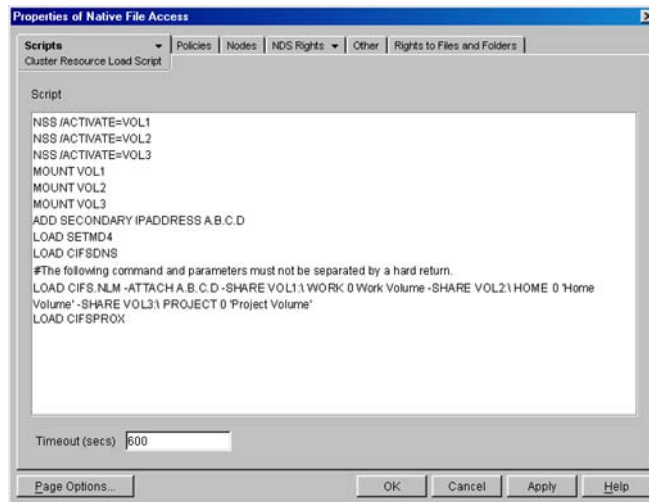 Properties of Native File Access
Scripts Policies Nodes NDS Rights Other Rights to Files and Folders
Cluster Resource Load Script
Script
NSS /ACTIVATE=VOL1
NSS /ACTIVATE=VOL2
NSS /ACTIVATE=VOL3
MOUNT VOL1
MOUNT VOL2
MOUNT VOL3
ADD SECONDARY IPADDRESS A.B.C.D
LOAD SETMD4
LOAD CIFSDNS
#The following command and parameters must not be separated by a hard return.
LOAD CIFS.NLM -ATTACH A.B.C.D -SHARE VOL1:\ WORK 0 'Work Volume -SHARE VOL2:\ HOME 0 'Home
Volume' -SHARE VOL3:\ PROJECT 0 'Project Volume'
LOAD CIFSPROX
Timeout (secs) 600
Page Options... OK Cancel Apply Help